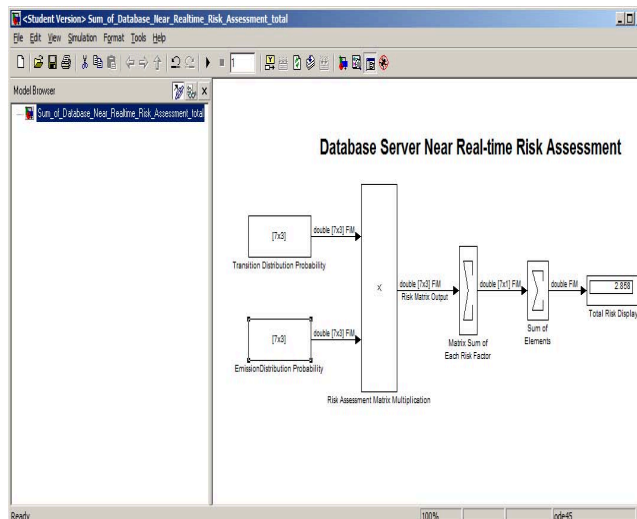 <Student Version> Sum_of_Database_Near_Realtime_Risk_Assessment_total
File Edit View Simulation Format Tools Help
1
Model Browser
Sum_of_Database_Near_Realtime_Risk_Assessment_total
Database Server Near Real-time Risk Assessment
[7x3]
double [7x3] FiM
Transition Distribution Probability
X
double [7x3] FiM
Risk Matrix Output
double [7x1] FiM
double FiM
2.858
Total Risk Display
Sum of
Elements
Matrix Sum of
Each Risk Factor
[7x3]
double [7x3] FiM
EmissionDistribution Probability
Risk Assessment Matrix Multiplication
Ready
100%
ode45